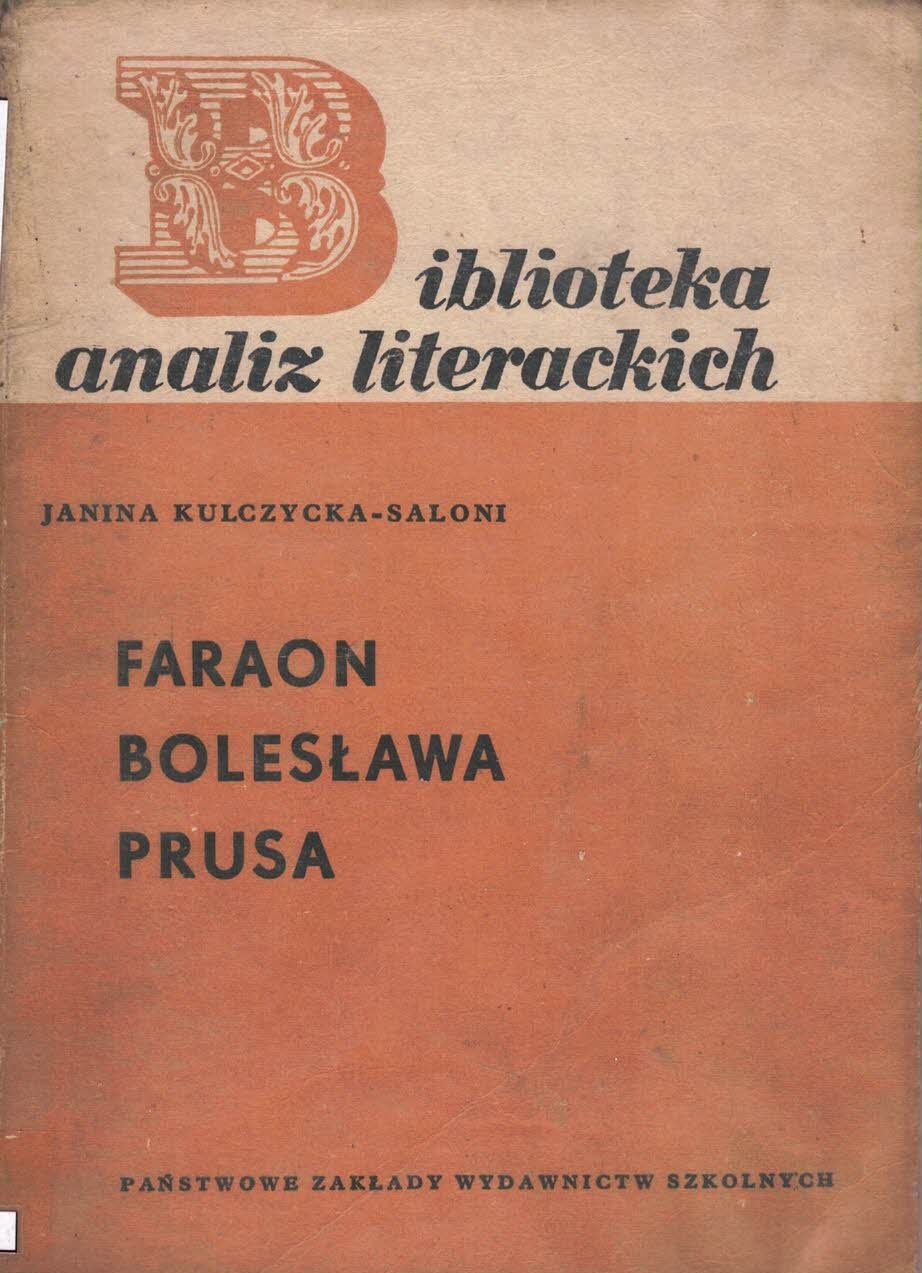 Biblioteka
analiz literackich
JANINA KULCZYCKA-SALONI
FARAON
BOLESŁAWA
PRUSA
PAŃSTWOWE ZAKŁADY WYDAWNICTW SZKOLNYCH